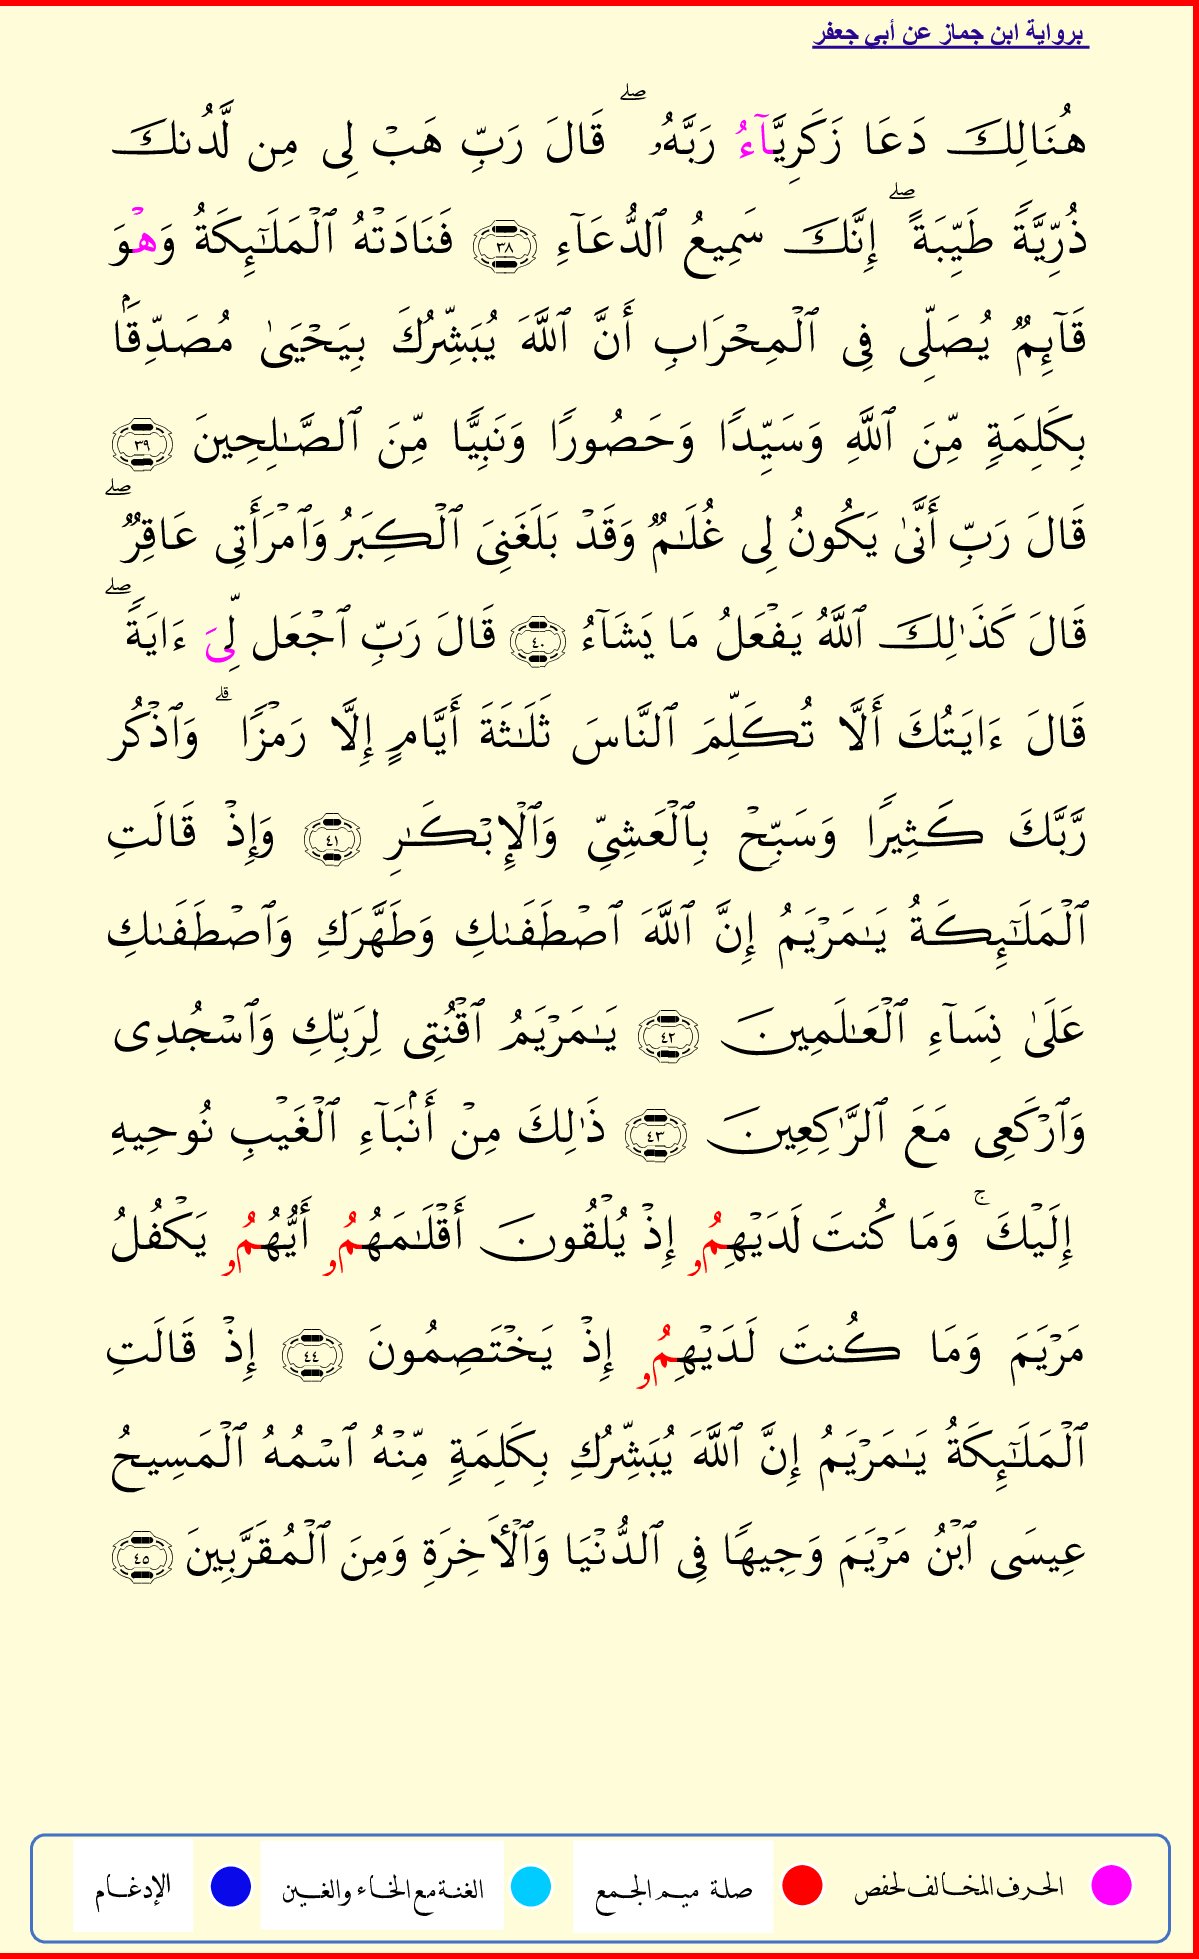 برواية ابن جماز عن أبي جعفر
هُنَالِكَ دَعَا زَكَرِيَّآءُ رَبَّهُۥ ۖ قَالَ رَبِّ هَبْ لِى مِن لَّدُنكَ
ذُرِّيَّةً طَيِّبَةً ۖ إِنَّكَ سَمِيعُ ٱلدُّعَآءِ ٣٨ فَنَادَتْهُ ٱلْمَلَـٰٓئِكَةُ وَهْوَ
قَآئِمٌ يُصَلِّى فِى ٱلْمِحْرَابِ أَنَّ ٱللَّهَ يُبَشِّرُكَ بِيَحْيَىٰ مُصَدِّقَۢا
بِكَلِمَةٍ مِّنَ ٱللَّهِ وَسَيِّدًا وَحَصُورًا وَنَبِيًّا مِّنَ ٱلصَّـٰلِحِينَ ٣٩
قَالَ رَبِّ أَنَّىٰ يَكُونُ لِى غُلَـٰمٌ وَقَدْ بَلَغَنِىَ ٱلْكِبَرُ وَٱمْرَأَتِى عَاقِرٌ ۖ
قَالَ كَذَٰلِكَ ٱللَّهُ يَفْعَلُ مَا يَشَآءُ ٤٠ قَالَ رَبِّ ٱجْعَل لِّىَ ءَايَةً ۖ
قَالَ ءَايَتُكَ أَلَّا تُكَلِّمَ ٱلنَّاسَ ثَلَـٰثَةَ أَيَّامٍ إِلَّا رَمْزًا ۗ وَٱذْكُر
رَّبَّكَ كَثِيرًا وَسَبِّحْ بِٱلْعَشِىِّ وَٱلْإِبْكَـٰرِ ٤١ وَإِذْ قَالَتِ
ٱلْمَلَـٰٓئِكَةُ يَـٰمَرْيَمُ إِنَّ ٱللَّهَ ٱصْطَفَىٰكِ وَطَهَّرَكِ وَٱصْطَفَىٰكِ
عَلَىٰ نِسَآءِ ٱلْعَـٰلَمِينَ ٤٢ يَـٰمَرْيَمُ ٱقْنُتِى لِرَبِّكِ وَٱسْجُدِى
وَٱرْكَعِى مَعَ ٱلرَّٰكِعِينَ ٤٣ ذَٰلِكَ مِنْ أَنۢبَآءِ ٱلْغَيْبِ نُوحِيهِ
إِلَيْكَ ۚ وَمَا كُنتَ لَدَيْهِمُۥ إِذْ يُلْقُونَ أَقْلَـٰمَهُمُۥ أَيُّهُمُۥ يَكْفُلُ
مَرْيَمَ وَمَا كُنتَ لَدَيْهِمُۥ إِذْ يَخْتَصِمُونَ ٤٤ إِذْ قَالَتِ
ٱلْمَلَـٰٓئِكَةُ يَـٰمَرْيَمُ إِنَّ ٱللَّهَ يُبَشِّرُكِ بِكَلِمَةٍ مِّنْهُ ٱسْمُهُ ٱلْمَسِيحُ
عِيسَى ٱبْنُ مَرْيَمَ وَجِيهًا فِى ٱلدُّنْيَا وَٱلْـَٔاخِرَةِ وَمِنَ ٱلْمُقَرَّبِينَ ٤٥
الحرف المخالف لحفص
صلة ميم الجمع
الغنة مع الخاء والغين
الإدغام